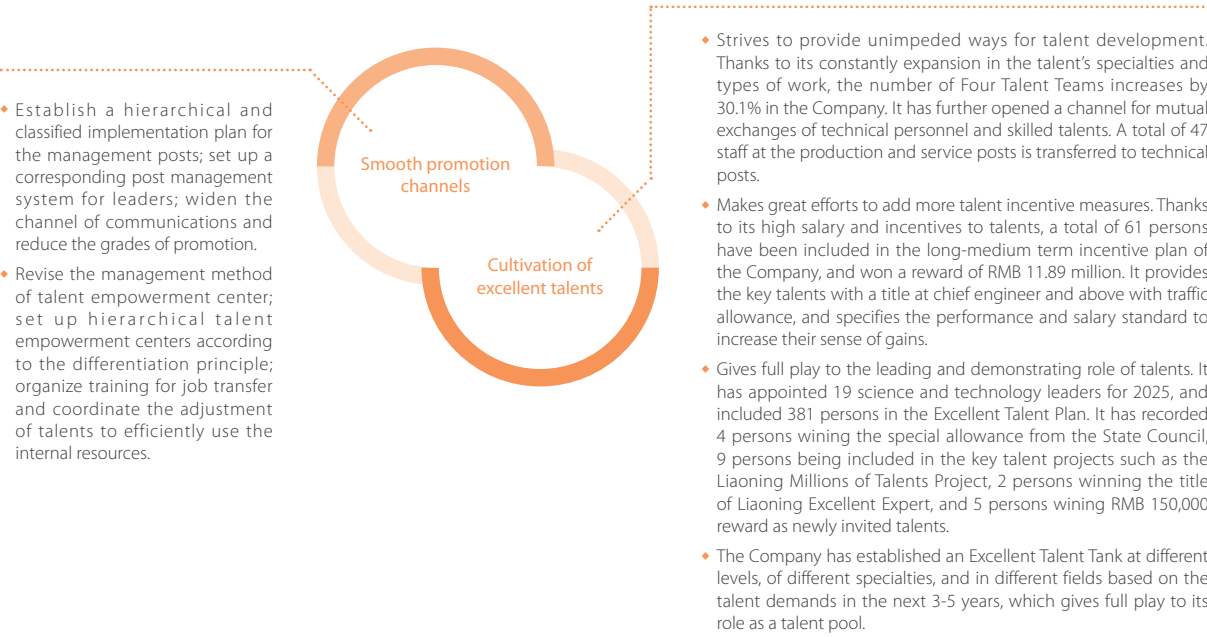 Establish a hierarchical and
classified implementation plan for
the management posts; set up a
corresponding post management
system for leaders; widen the
channel of communications and
reduce the grades of promotion.
Revise the management method
of talent empowerment center;
set up hierarchical talent
empowerment centers according
to the differentiation principle;
organize training for job transfer
and coordinate the adjustment
of talents to efficiently use the
internal resources.
Smooth promotion
channels
Cultivation of
excellent talents
Strives to provide unimpeded ways for talent development.
Thanks to its constantly expansion in the talent’s specialties and
types of work, the number of Four Talent Teams increases by
30.1% in the Company. It has further opened a channel for mutual
exchanges of technical personnel and skilled talents. A total of 47
staff at the production and service posts is transferred to technical
posts.
Makes great efforts to add more talent incentive measures. Thanks
to its high salary and incentives to talents, a total of 61 persons
have been included in the long-medium term incentive plan of
the Company, and won a reward of RMB 11.89 million. It provides
the key talents with a title at chief engineer and above with traffic
allowance, and specifies the performance and salary standard to
increase their sense of gains.
Gives full play to the leading and demonstrating role of talents. It
has appointed 19 science and technology leaders for 2025, and
included 381 persons in the Excellent Talent Plan. It has recorded
4 persons wining the special allowance from the State Council,
9 persons being included in the key talent projects such as the
Liaoning Millions of Talents Project, 2 persons winning the title
of Liaoning Excellent Expert, and 5 persons wining RMB 150,000
reward as newly invited talents.
The Company has established an Excellent Talent Tank at different
levels, of different specialties, and in different fields based on the
talent demands in the next 3-5 years, which gives full play to its
role as a talent pool.